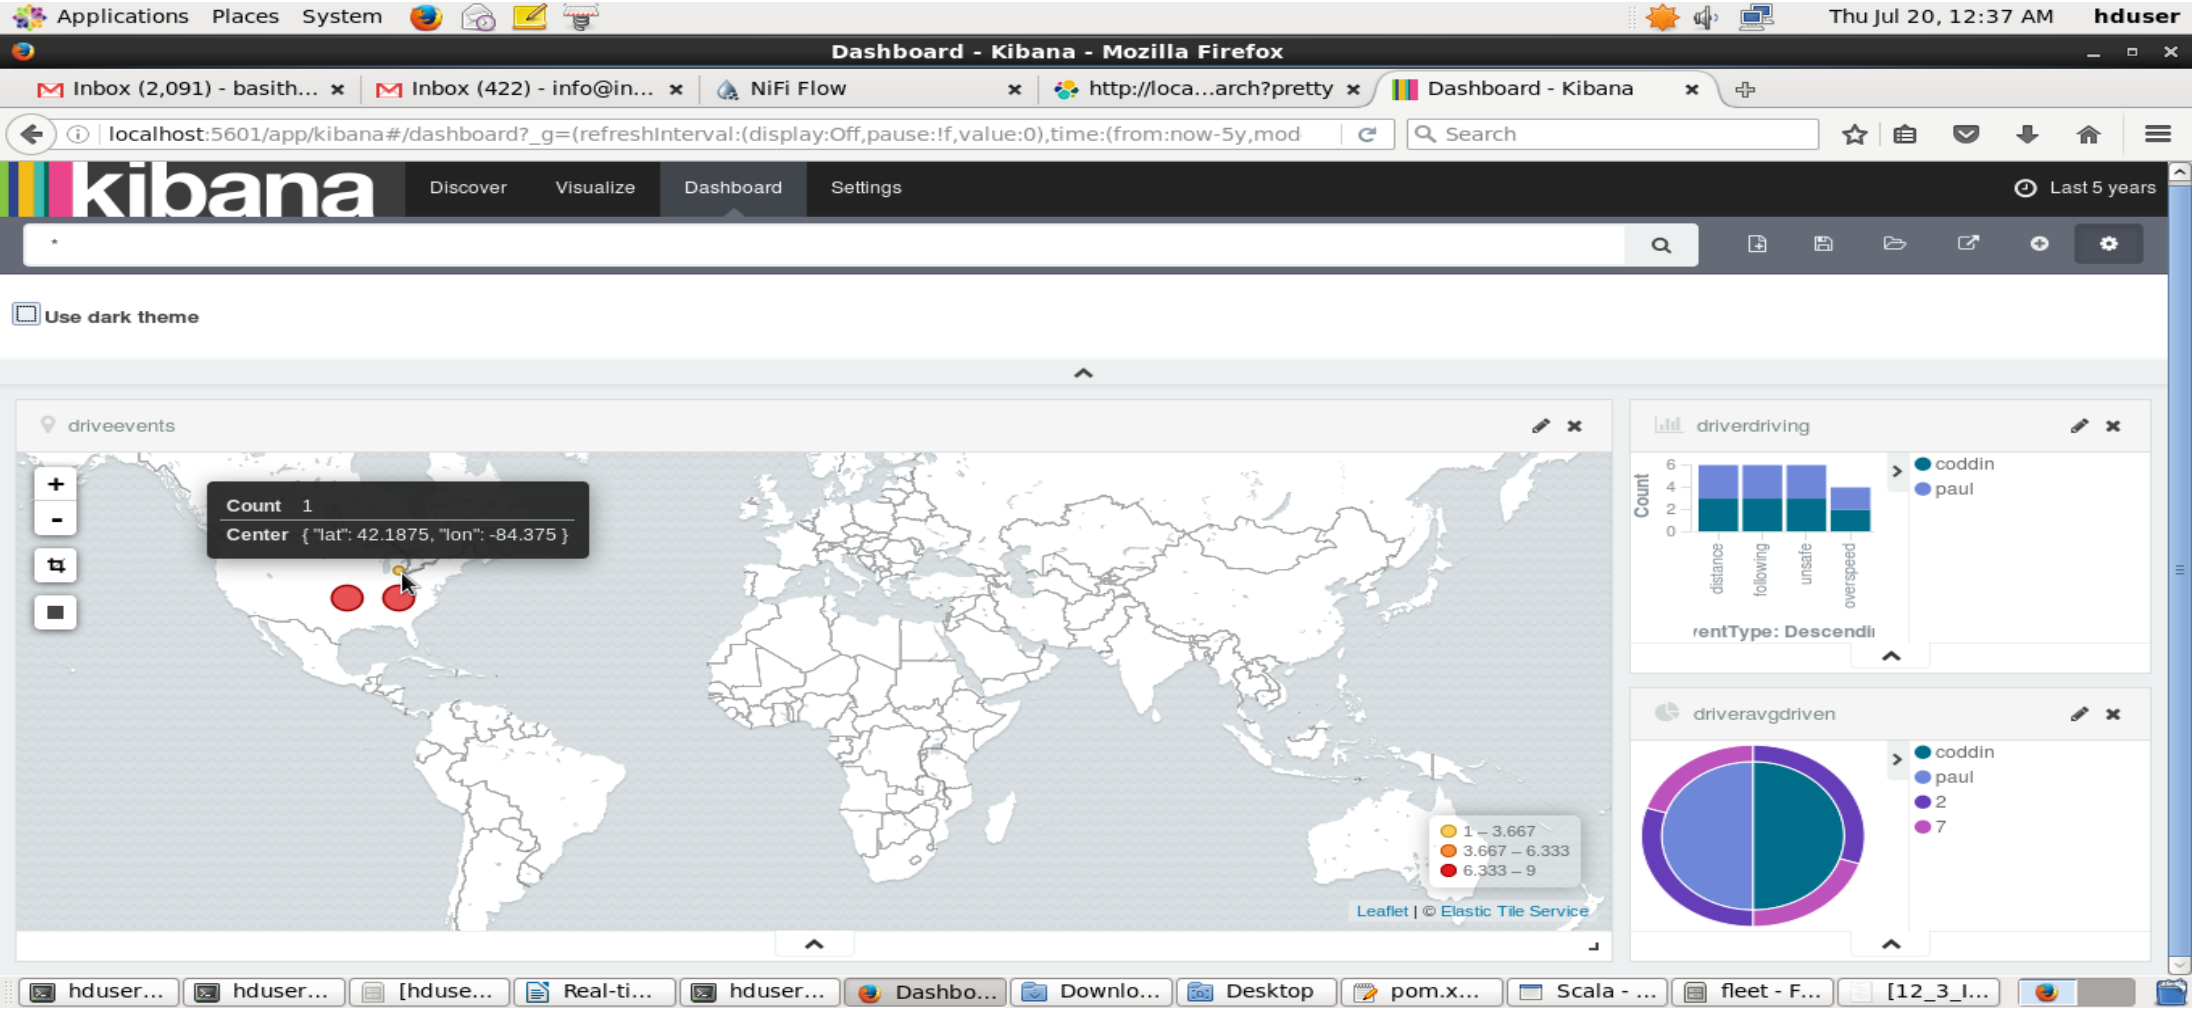 Applications Places System Thu Jul 20, 12:37 AM hduser
Dashboard - Kibana - Mozilla Firefox
Inbox (2,091) - basith... Inbox (422) - info@in... NiFi Flow http://loca...arch?pretty Dashboard - Kibana
localhost:5601/app/kibana#/dashboard?_g=(refreshInterval:(display:Off,pause:!f,value:0),time:(from:now-5y,mod Search
kibana Discover Visualize Dashboard Settings Last 5 years
*
Use dark theme
driveevents
+
-
Count 1
Center { "lat": 42.1875, "lon": -84.375 }
1 – 3.667
3.667 – 6.333
6.333 – 9
Leaflet | © Elastic Tile Service
driverdriving
Count
6
4
2
0
distance
following
unsafe
overspeed
ventType: Descendi
coddin
paul
driveravgdriven
coddin
paul
2
7
hduser... hduser... [hduse... Real-ti... hduser... Dashbo... Downlo... Desktop pom.x... Scala - ... fleet - F... [12_3_I...